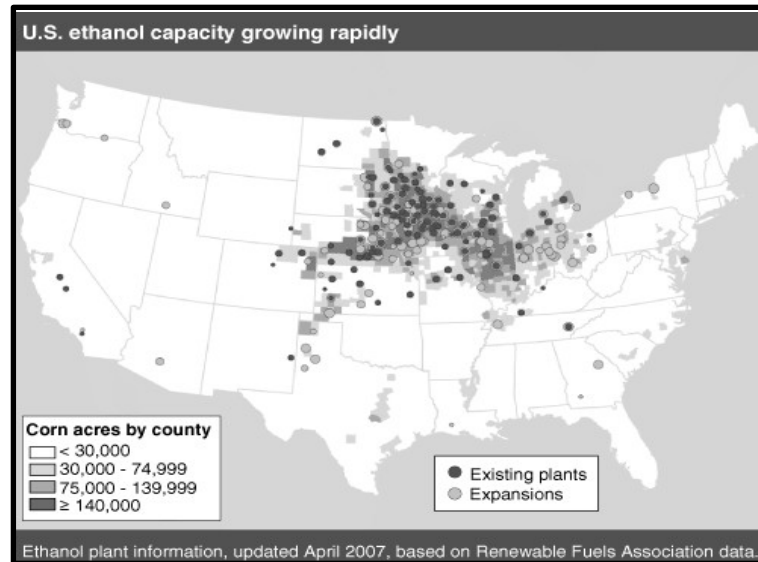 U.S. ethanol capacity growing rapidly
Corn acres by county
< 30,000
30,000 - 74,999
75,000 - 139,999
≥ 140,000
Existing plants
Expansions
Ethanol plant information, updated April 2007, based on Renewable Fuels Association data.